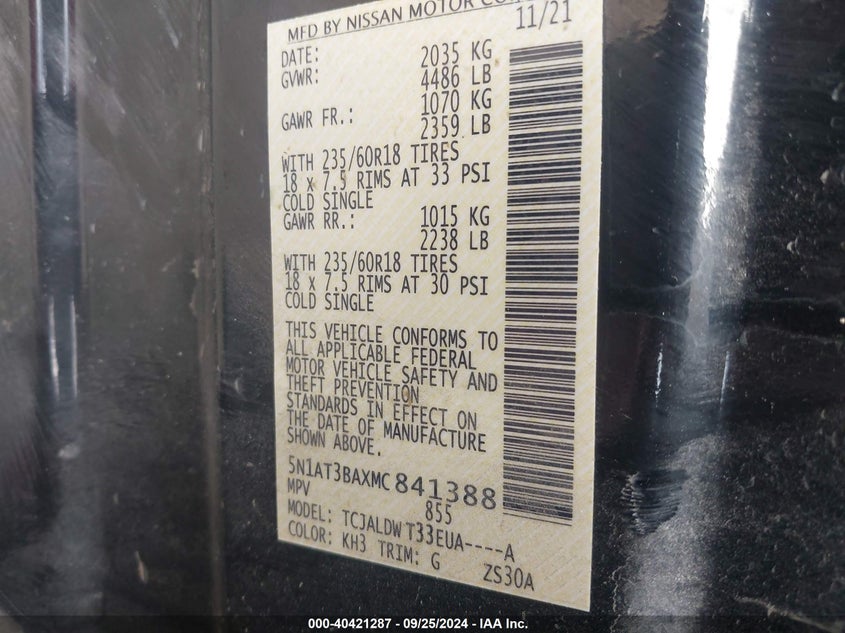 MFD BY NISSAN MOTOR CO
DATE: 11/21
GVWR: 2035 KG
4486 LB
GAWR FR.: 1070 KG
2359 LB
WITH 235/60R18 TIRES
18 x 7.5 RIMS AT 33 PSI
COLD SINGLE
GAWR RR.: 1015 KG
2238 LB
WITH 235/60R18 TIRES
18 x 7.5 RIMS AT 30 PSI
COLD SINGLE
THIS VEHICLE CONFORMS TO
ALL APPLICABLE FEDERAL
MOTOR VEHICLE SAFETY AND
THEFT PREVENTION
STANDARDS IN EFFECT ON
THE DATE OF MANUFACTURE
SHOWN ABOVE.
5N1AT3BAXMC841388
MPV 855
MODEL: TCJALDWT33EUA----A
COLOR: KH3 TRIM: G ZS30A
000-40421287 - 09/25/2024 - IAA Inc.